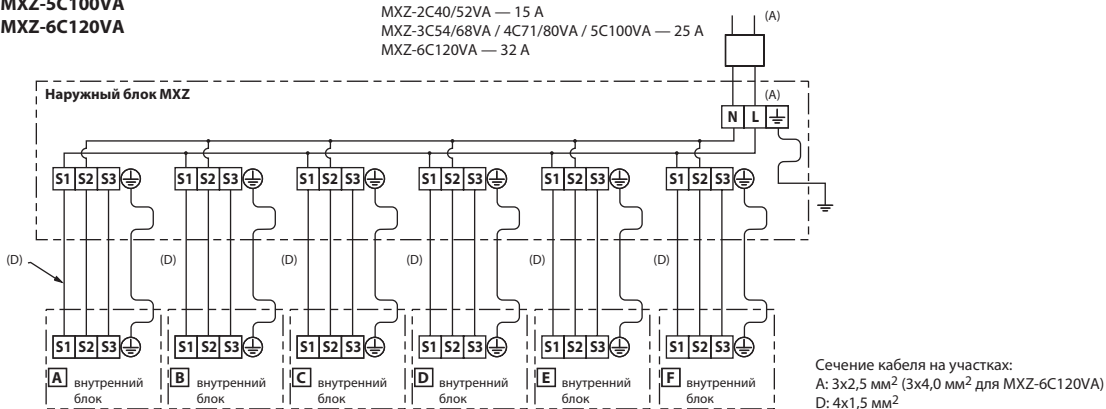 MXZ-5C100VA
MXZ-6C120VA
MXZ-2C40/52VA — 15 A
MXZ-3C54/68VA / 4C71/80VA / 5C100VA — 25 A
MXZ-6C120VA — 32 A
(A)
Наружный блок MXZ
(A)
N L
S1 S2 S3 S1 S2 S3 S1 S2 S3 S1 S2 S3 S1 S2 S3 S1 S2 S3
(D) (D) (D) (D) (D) (D)
S1 S2 S3 S1 S2 S3 S1 S2 S3 S1 S2 S3 S1 S2 S3 S1 S2 S3
A внутренний блок
B внутренний блок
C внутренний блок
D внутренний блок
E внутренний блок
F внутренний блок
Сечение кабеля на участках:
A: 3x2,5 мм2 (3x4,0 мм2 для MXZ-6C120VA)
D: 4x1,5 мм2